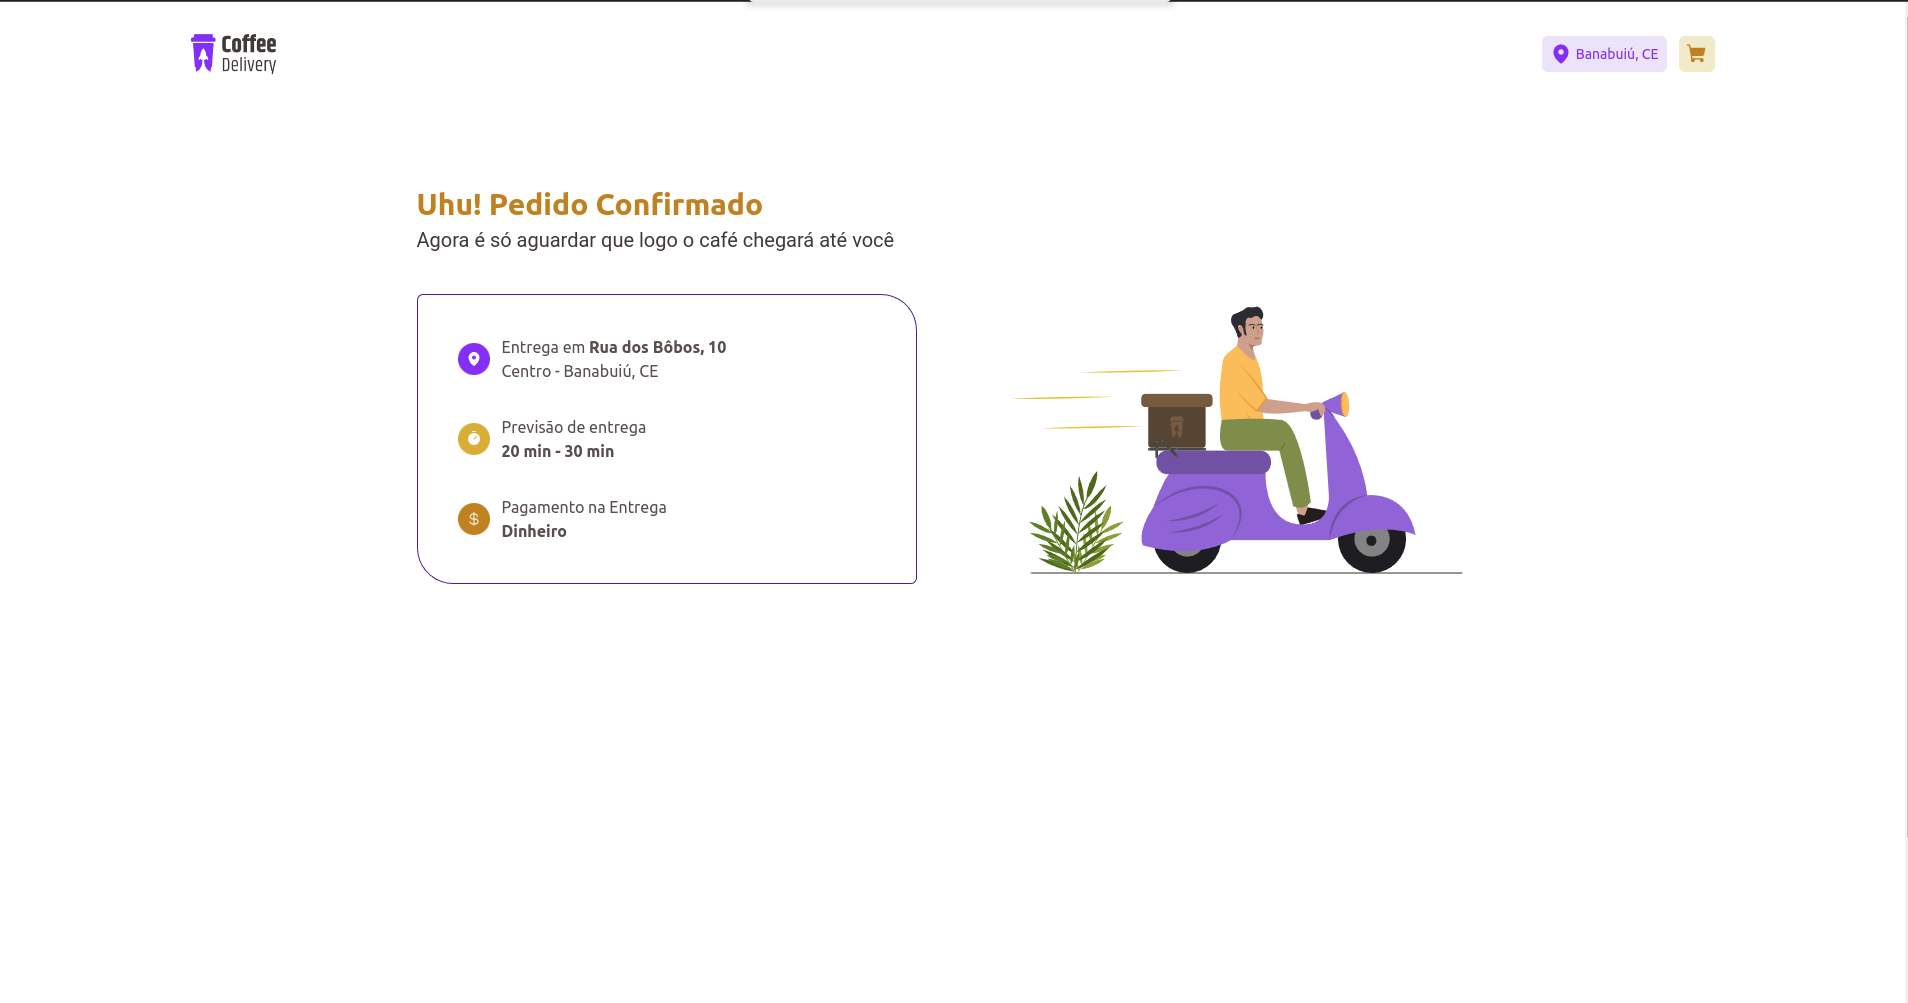 Coffee
Delivery
Banabuiú, CE
Uhu! Pedido Confirmado
Agora é só aguardar que logo o café chegará até você
Entrega em Rua dos Bôbos, 10
Centro - Banabuiú, CE
Previsão de entrega
20 min - 30 min
$
Pagamento na Entrega
Dinheiro